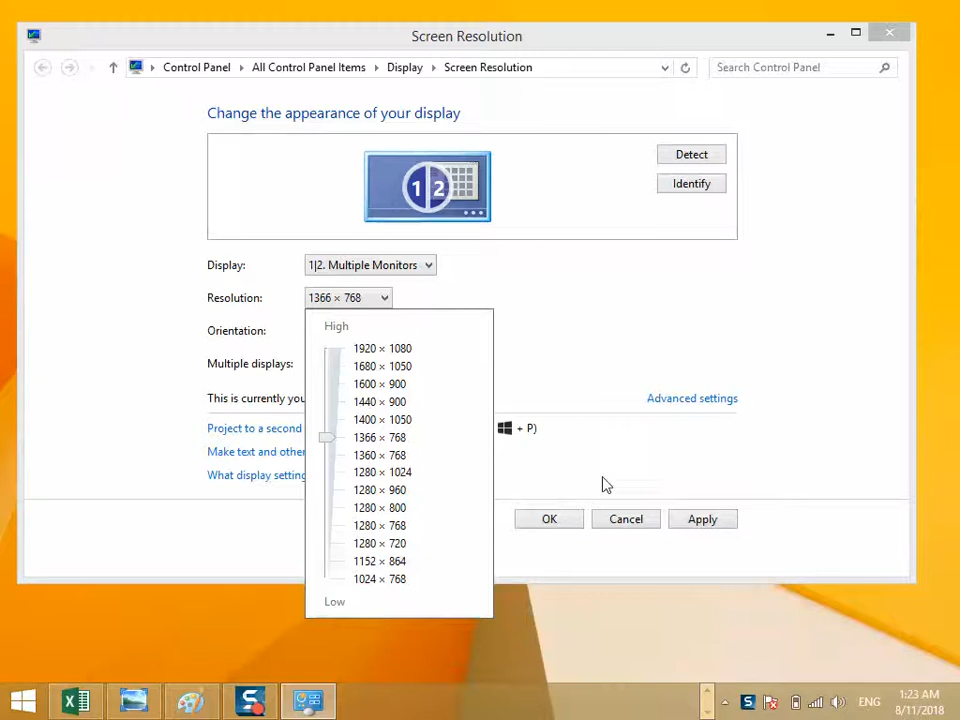 Screen Resolution
Control Panel
All Control Panel Items
Display
Screen Resolution
Search Control Panel
Change the appearance of your display
1 2
Detect
Identify
Display:
1|2. Multiple Monitors
Resolution:
1366 × 768
Orientation:
Multiple displays:
High
1920 × 1080
1680 × 1050
1600 × 900
1440 × 900
1400 × 1050
1366 × 768
1360 × 768
1280 × 1024
1280 × 960
1280 × 800
1280 × 768
1280 × 720
1152 × 864
1024 × 768
Low
This is currently you
Advanced settings
Project to a second
+ P)
Make text and other
What display setting
OK
Cancel
Apply
X
S
S
ENG
1:23 AM
8/11/2018